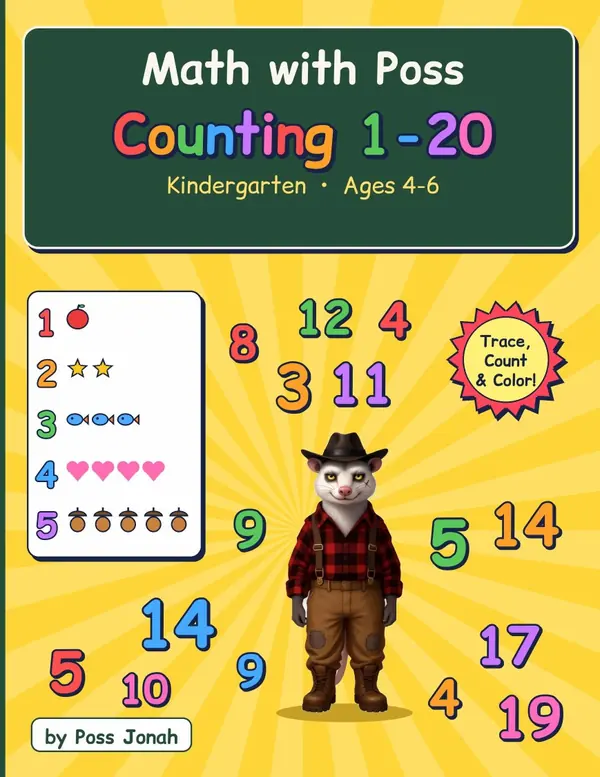 Math with Poss
Counting 1-20
Kindergarten • Ages 4-6
1
2
3
4
5
8
12
4
3
11
Trace,
Count
& Color!
9
5
14
14
5
10
9
17
4
19
by Poss Jonah